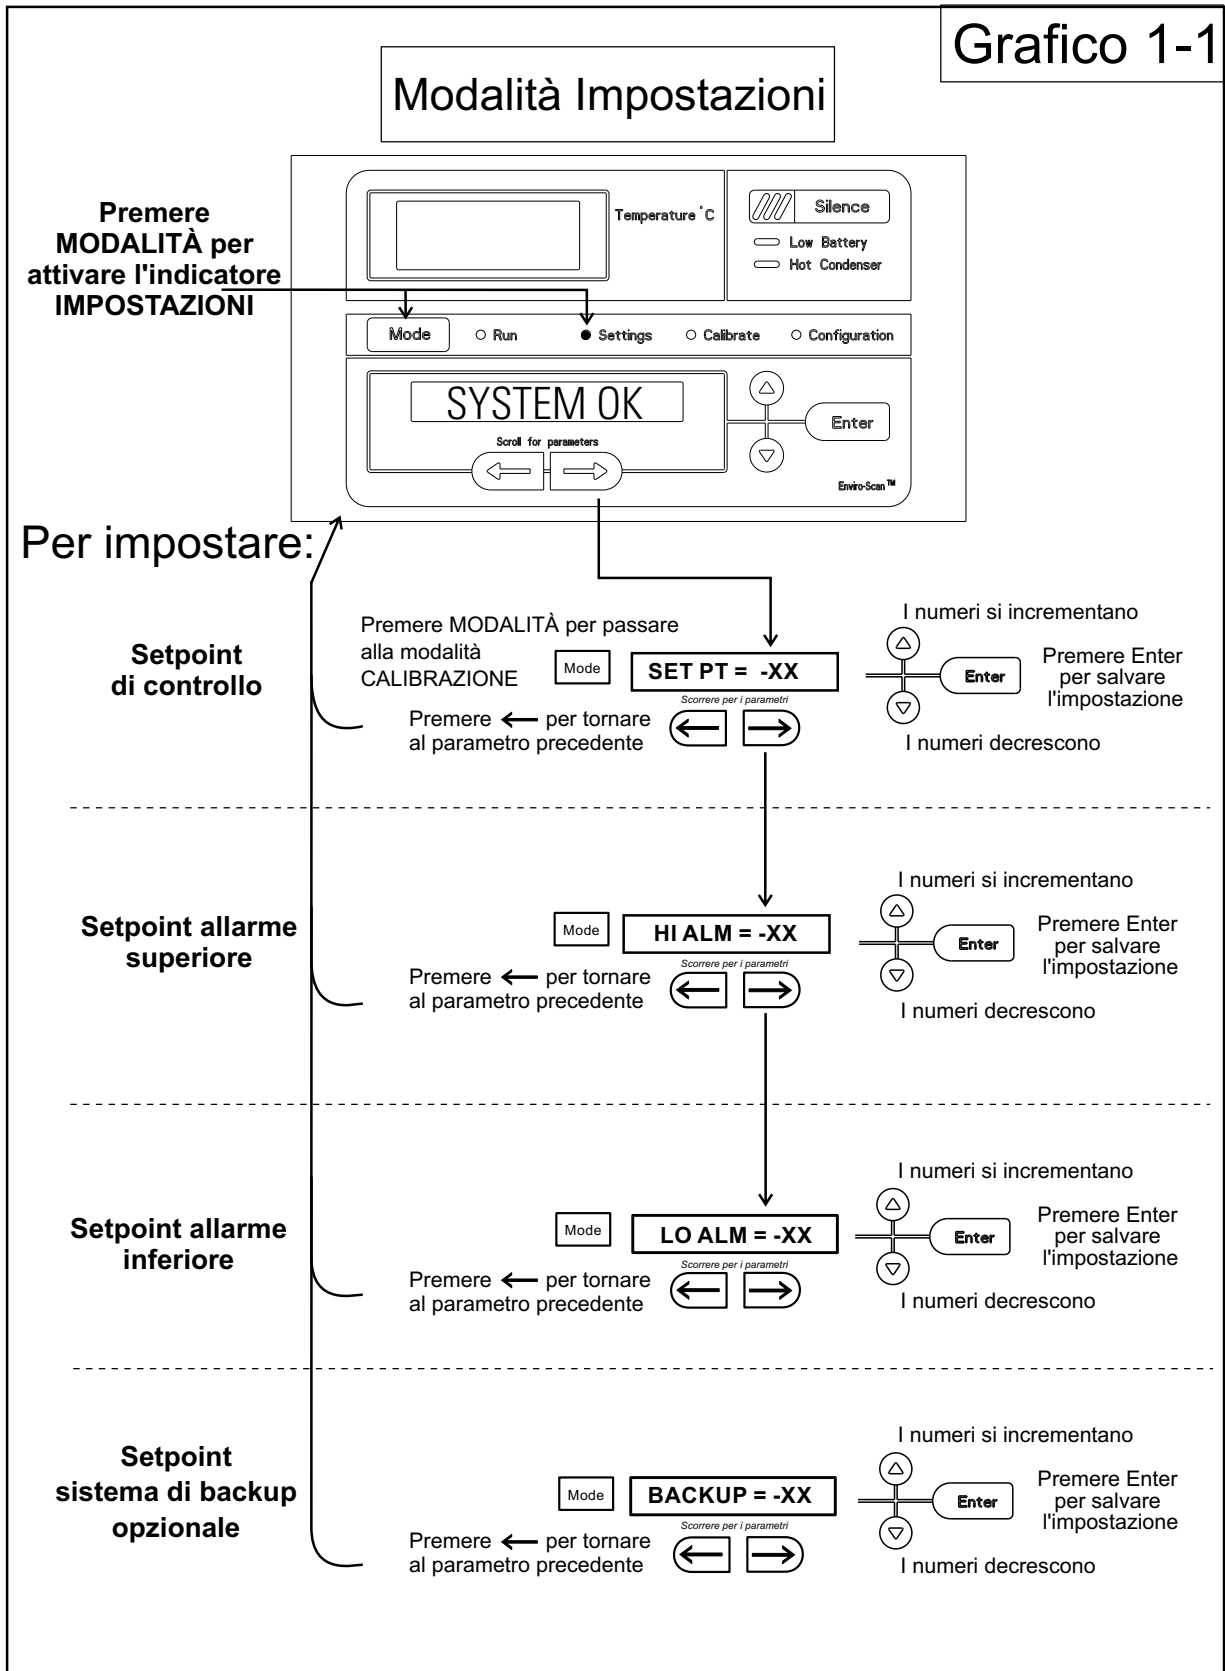 Grafico 1-1
Modalità Impostazioni
Premere
MODALITÀ per
attivare l'indicatore
IMPOSTAZIONI
Temperature °C
Silence
Low Battery
Hot Condenser
Mode
Run
Settings
Calibrate
Configuration
SYSTEM OK
Scroll for parameters
Enter
Enviro-Scan ™
Per impostare:
Setpoint
di controllo
Premere MODALITÀ per passare
alla modalità
CALIBRAZIONE
Mode
SET PT = -XX
Scorrere per i parametri
Premere ← per tornare
al parametro precedente
I numeri si incrementano
Enter
Premere Enter
per salvare
l'impostazione
I numeri decrescono
Setpoint allarme
superiore
Mode
HI ALM = -XX
Scorrere per i parametri
Premere ← per tornare
al parametro precedente
I numeri si incrementano
Enter
Premere Enter
per salvare
l'impostazione
I numeri decrescono
Setpoint allarme
inferiore
Mode
LO ALM = -XX
Scorrere per i parametri
Premere ← per tornare
al parametro precedente
I numeri si incrementano
Enter
Premere Enter
per salvare
l'impostazione
I numeri decrescono
Setpoint
sistema di backup
opzionale
Mode
BACKUP = -XX
Scorrere per i parametri
Premere ← per tornare
al parametro precedente
I numeri si incrementano
Enter
Premere Enter
per salvare
l'impostazione
I numeri decrescono